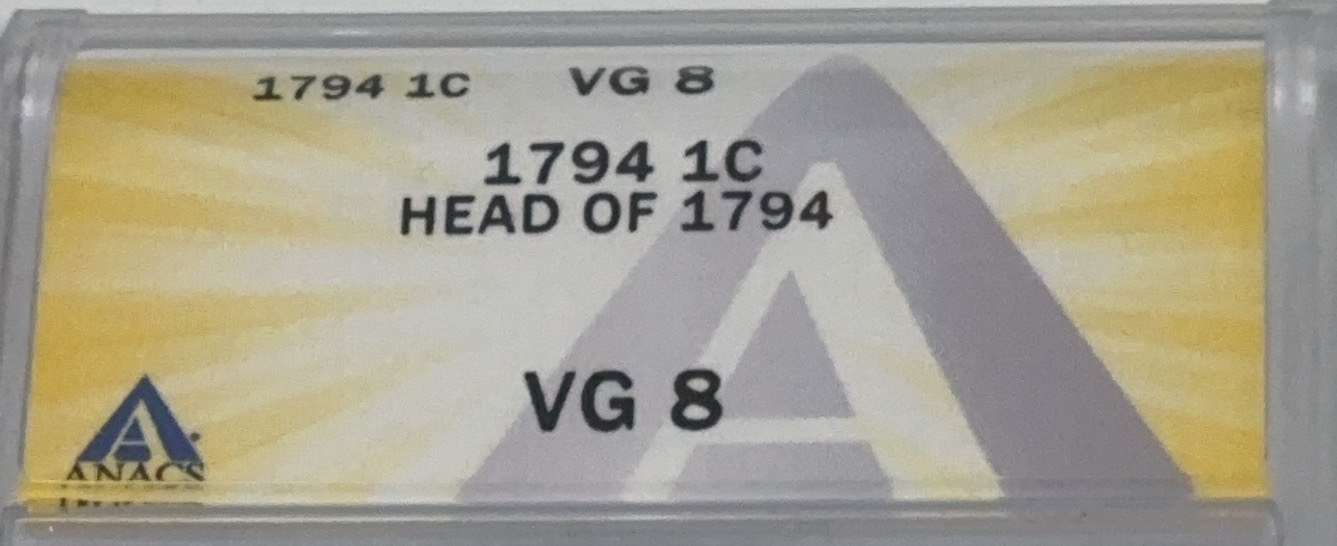 1794 1C VG 8
1794 1C
HEAD OF 1794
VG 8
ANACS